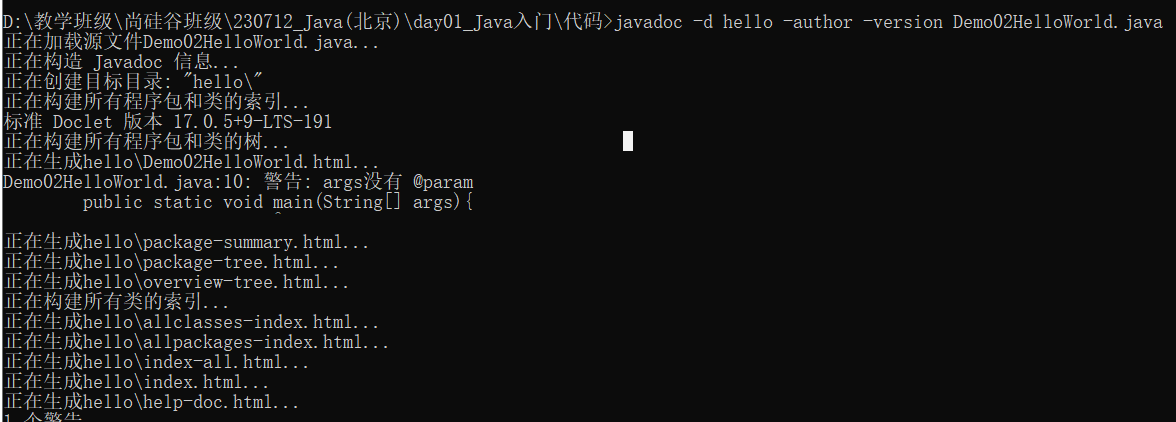 D:\教学班级\尚硅谷班级\230712_Java(北京)\day01_Java入门\代码>javadoc -d hello -author -version Demo02HelloWorld.java
正在加载源文件Demo02HelloWorld.java...
正在构造 Javadoc 信息...
正在创建目标目录: "hello\"
正在构建所有程序包和类的索引...
标准 Doclet 版本 17.0.5+9-LTS-191
正在构建所有程序包和类的树...
正在生成hello\Demo02HelloWorld.html...
Demo02HelloWorld.java:10: 警告: args没有 @param
public static void main(String[] args){
^
正在生成hello\package-summary.html...
正在生成hello\package-tree.html...
正在生成hello\overview-tree.html...
正在构建所有类的索引...
正在生成hello\allclasses-index.html...
正在生成hello\allpackages-index.html...
正在生成hello\index-all.html...
正在生成hello\index.html...
正在生成hello\help-doc.html...
1 个警告